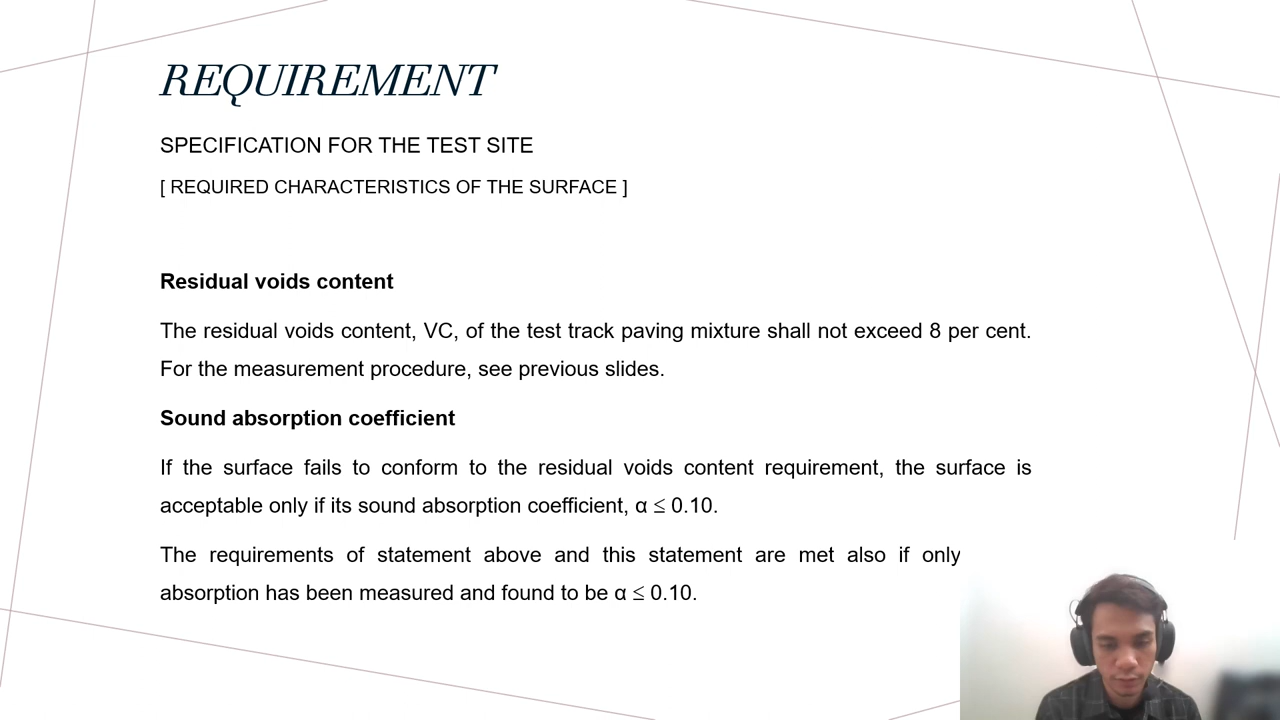 REQUIREMENT
SPECIFICATION FOR THE TEST SITE
[ REQUIRED CHARACTERISTICS OF THE SURFACE ]
Residual voids content
The residual voids content, VC, of the test track paving mixture shall not exceed 8 per cent.
For the measurement procedure, see previous slides.
Sound absorption coefficient
If the surface fails to conform to the residual voids content requirement, the surface is
acceptable only if its sound absorption coefficient, α ≤ 0.10.
The requirements of statement above and this statement are met also if only
absorption has been measured and found to be α ≤ 0.10.